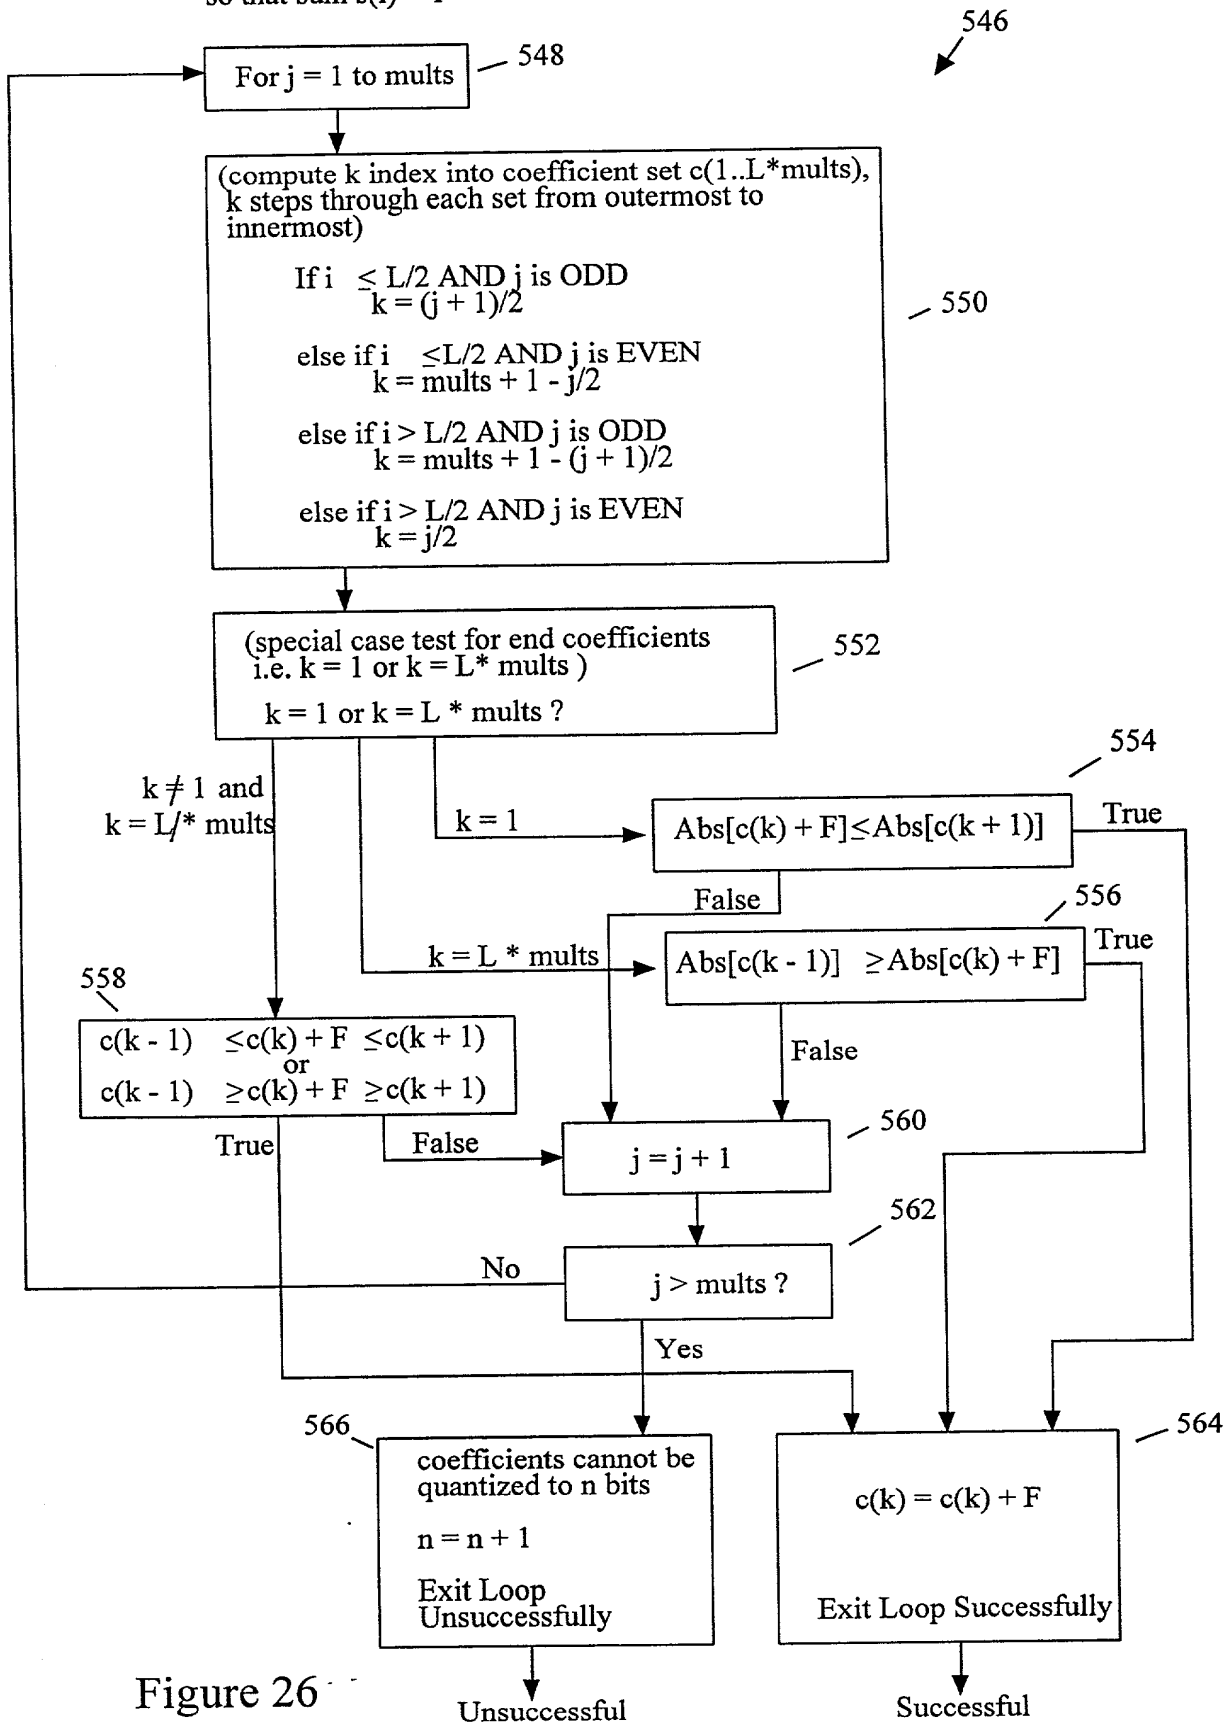 546
548
For j = 1 to mults
(compute k index into coefficient set c(1..L*mults),
k steps through each set from outermost to
innermost)
If i ≤ L/2 AND j is ODD
k = (j + 1)/2
550
else if i ≤L/2 AND j is EVEN
k = mults + 1 - j/2
else if i > L/2 AND j is ODD
k = mults + 1 - (j + 1)/2
else if i > L/2 AND j is EVEN
k = j/2
(special case test for end coefficients
i.e. k = 1 or k = L* mults )
k = 1 or k = L * mults ?
552
554
k ≠ 1 and
k = L/* mults
k = 1
Abs[c(k) + F]≤Abs[c(k + 1)]
True
False
556
k = L * mults
Abs[c(k - 1)] ≥Abs[c(k) + F]
True
558
c(k - 1) ≤c(k) + F ≤c(k + 1)
or
c(k - 1) ≥c(k) + F ≥c(k + 1)
False
True
False
j = j + 1
560
562
No
j > mults ?
Yes
566
564
coefficients cannot be
quantized to n bits
n = n + 1
Exit Loop
Unsuccessfully
c(k) = c(k) + F
Exit Loop Successfully
Figure 26
Unsuccessful
Successful